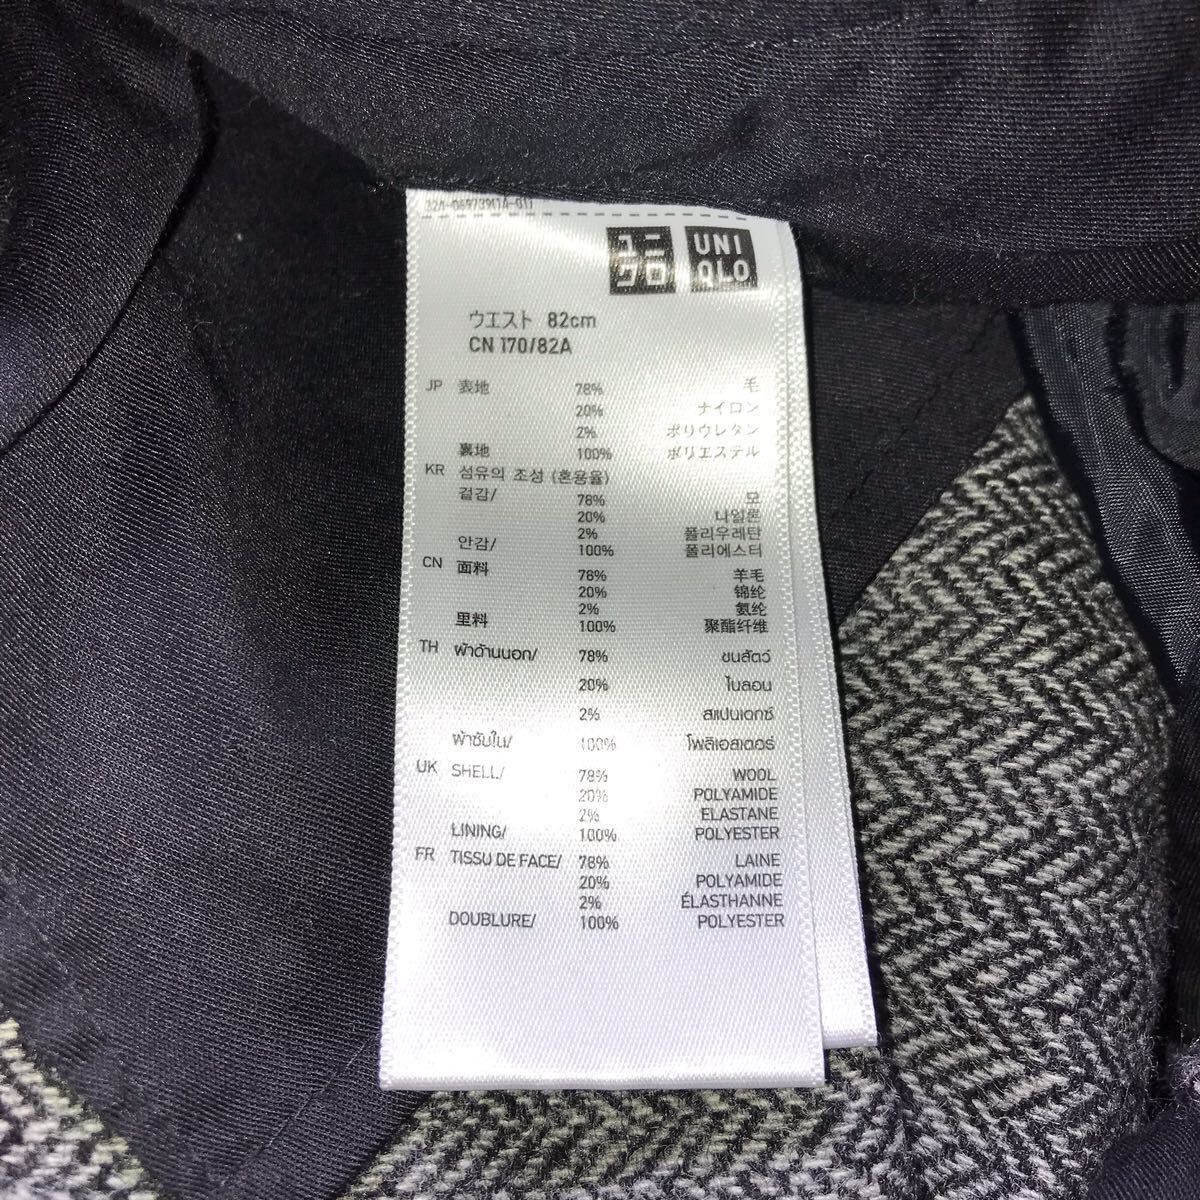 ユニ UNI
クロ QLO
ウエスト 82cm
CN 170/82A
JP 表地 78% 毛
20% ナイロン
2% ポリウレタン
裏地 100% ポリエステル
KR 섬유의 조성 (혼용율)
겉감/ 78% 모
20% 나일론
2% 폴리우레탄
안감/ 100% 폴리에스터
CN 面料 78% 羊毛
20% 锦纶
2% 氨纶
里料 100% 聚酯纤维
TH ผ้าด้านนอก/ 78% ขนสัตว์
20% ไนลอน
2% สแปนเดกซ์
ผ้าซับใน/ 100% โพลิเอสเตอร์
UK SHELL/ 78% WOOL
20% POLYAMIDE
2% ELASTANE
LINING/ 100% POLYESTER
FR TISSU DE FACE/ 78% LAINE
20% POLYAMIDE
2% ÉLASTHANNE
DOUBLURE/ 100% POLYESTER